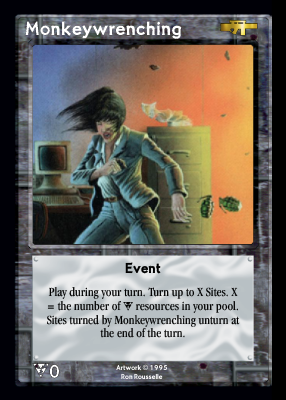 Monkeywrenching
Event
Play during your turn. Turn up to X Sites. X
= the number of resources in your pool.
Sites turned by Monkeywrenching unturn at
the end of the turn.
0
Artwork © 1995
Ron Rousselle